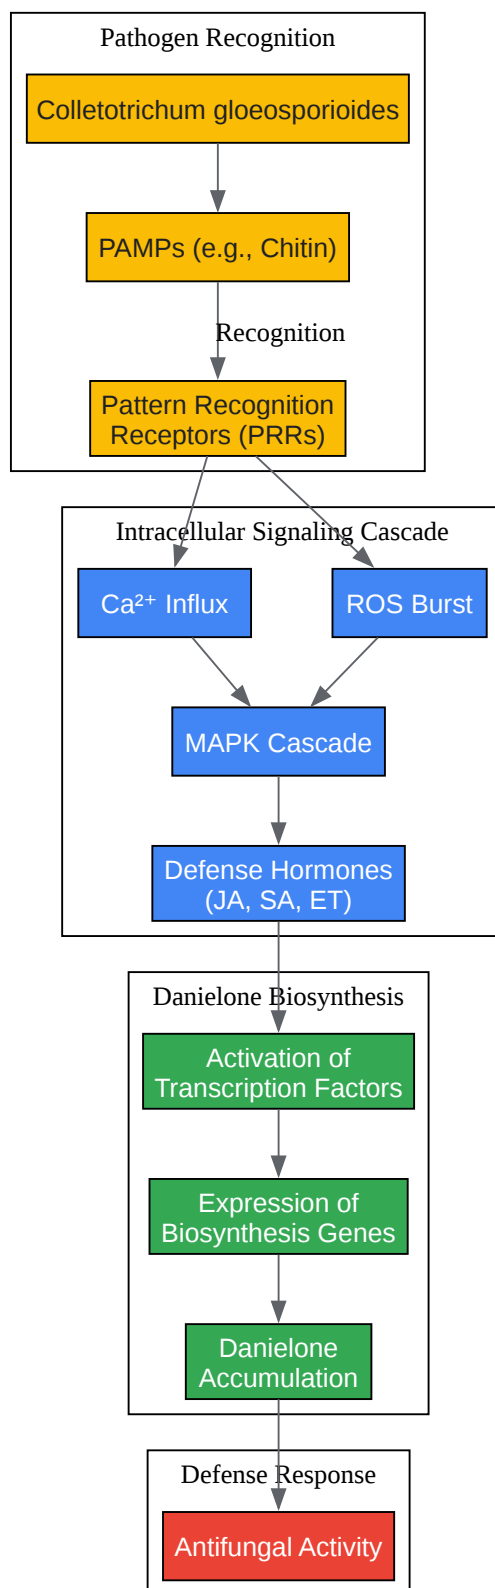 Pathogen Recognition
Colletotrichum gloeosporioides
PAMPs (e.g., Chitin)
Recognition
Pattern Recognition
Receptors (PRRs)
Intracellular Signaling Cascade
Ca²⁺ Influx
ROS Burst
MAPK Cascade
Defense Hormones
(JA, SA, ET)
Danielone Biosynthesis
Activation of
Transcription Factors
Expression of
Biosynthesis Genes
Danielone
Accumulation
Defense Response
Antifungal Activity